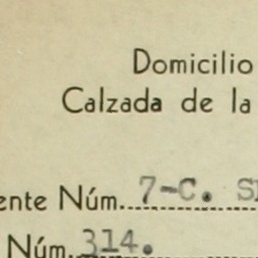 Domicilio
Calzada de la
ente Núm. 7-C.
Núm. 314.